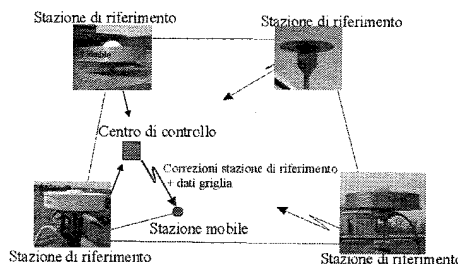 Stazione di riferimento
Stazione di riferimento
Centro di controllo
Correzioni stazione di riferimento
+ dati griglia
Stazione mobile
Stazione di riferimento
Stazione di riferimento